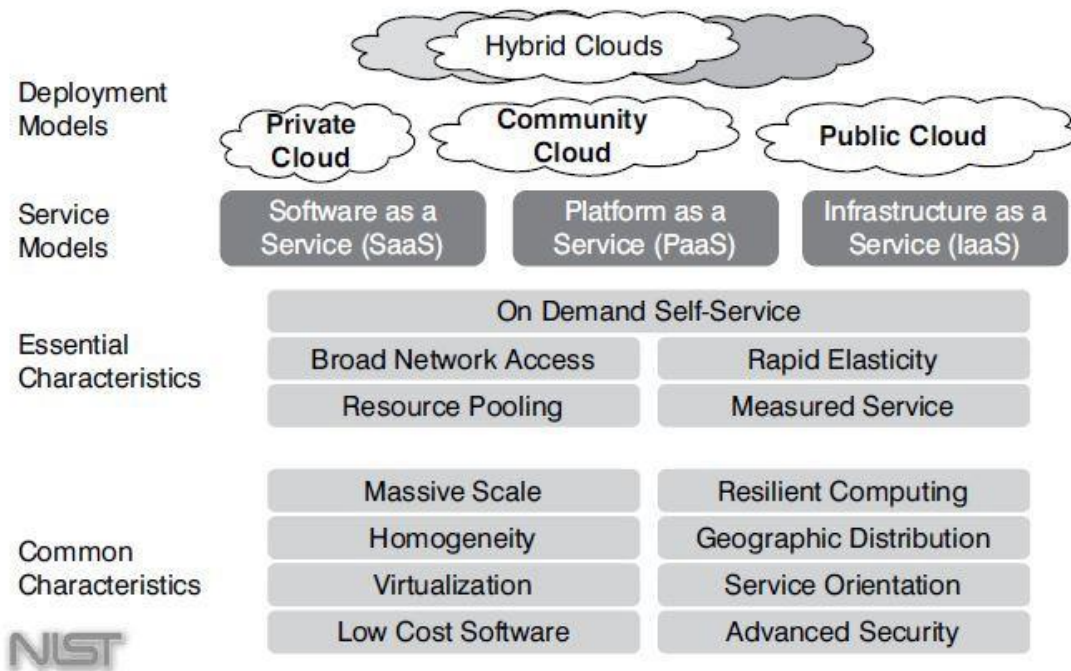 Hybrid Clouds
Deployment
Models
Private
Cloud
Community
Cloud
Public Cloud
Service
Models
Software as a
Service (SaaS)
Platform as a
Service (PaaS)
Infrastructure as a
Service (IaaS)
Essential
Characteristics
On Demand Self-Service
Broad Network Access
Rapid Elasticity
Resource Pooling
Measured Service
Common
Characteristics
Massive Scale
Resilient Computing
Homogeneity
Geographic Distribution
Virtualization
Service Orientation
Low Cost Software
Advanced Security
NIST